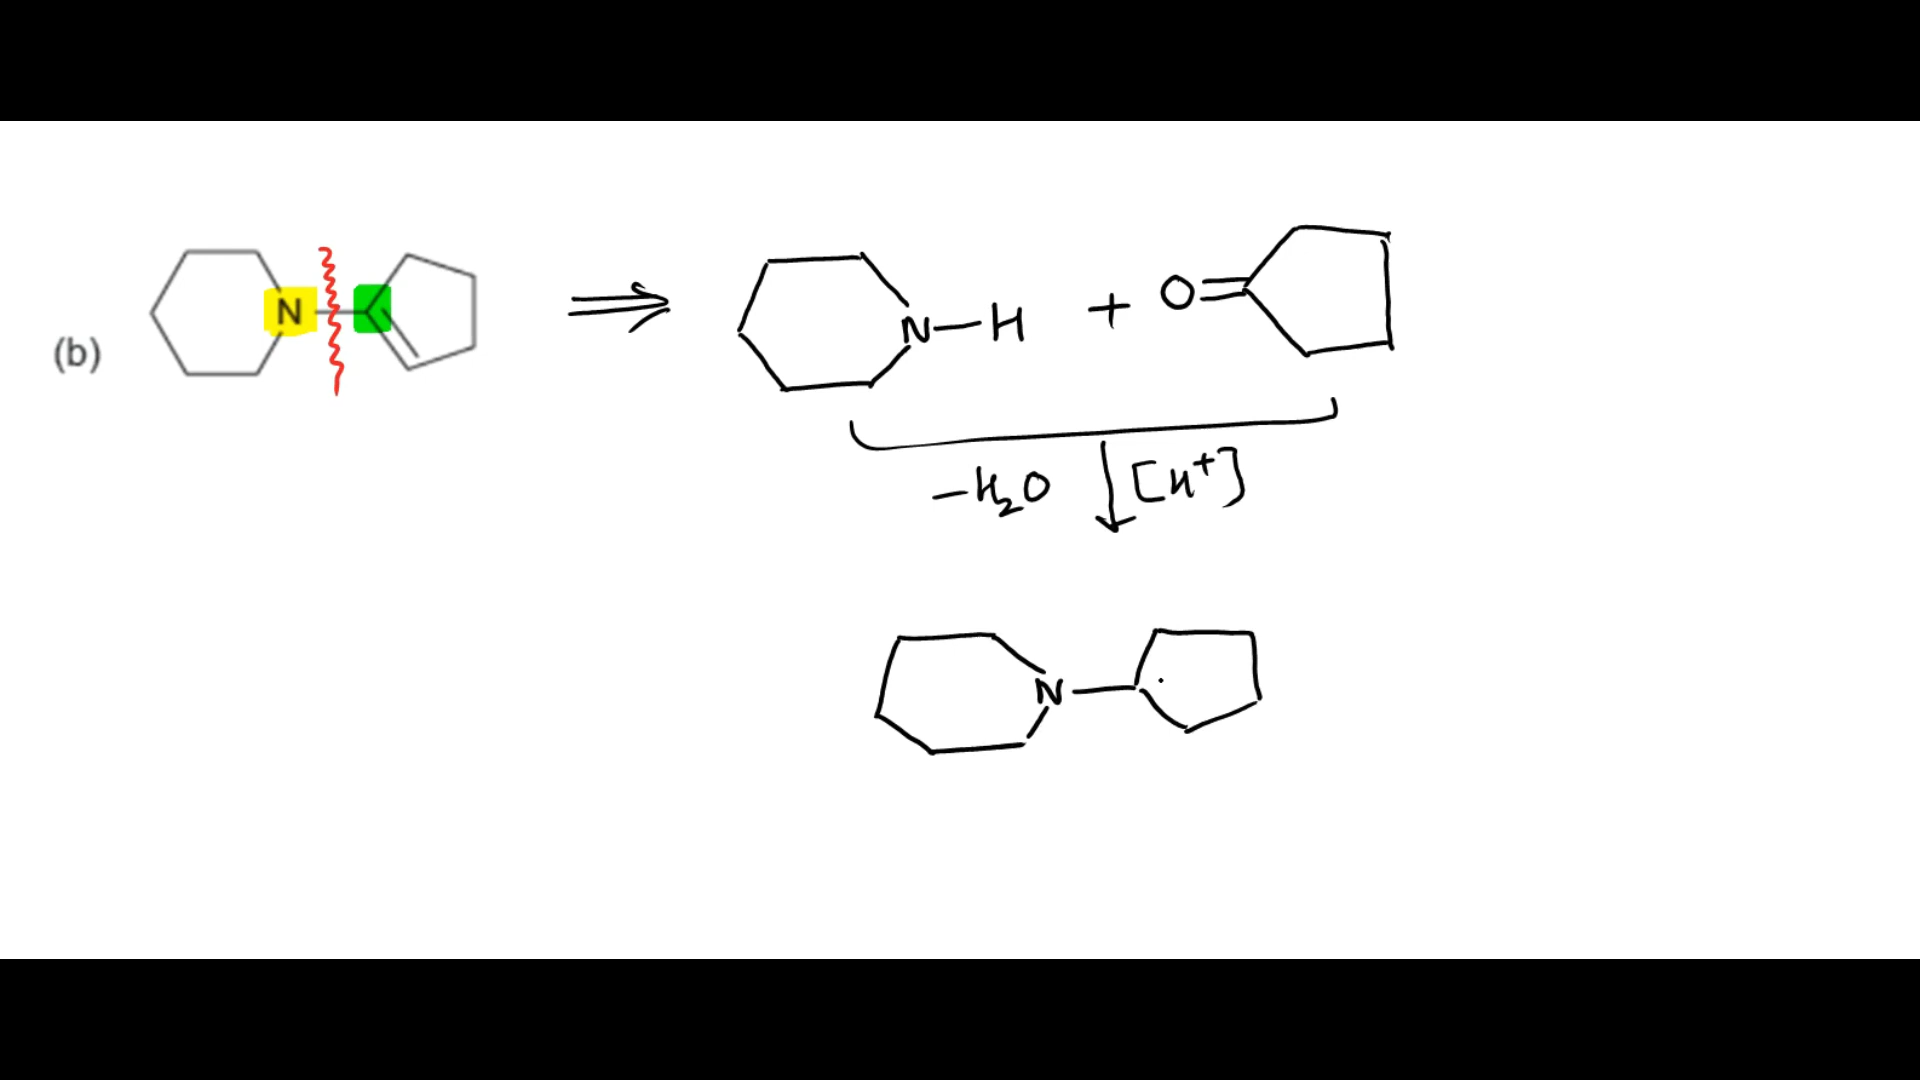 (b) N N—H + O
—H₂O [H⁺]
N